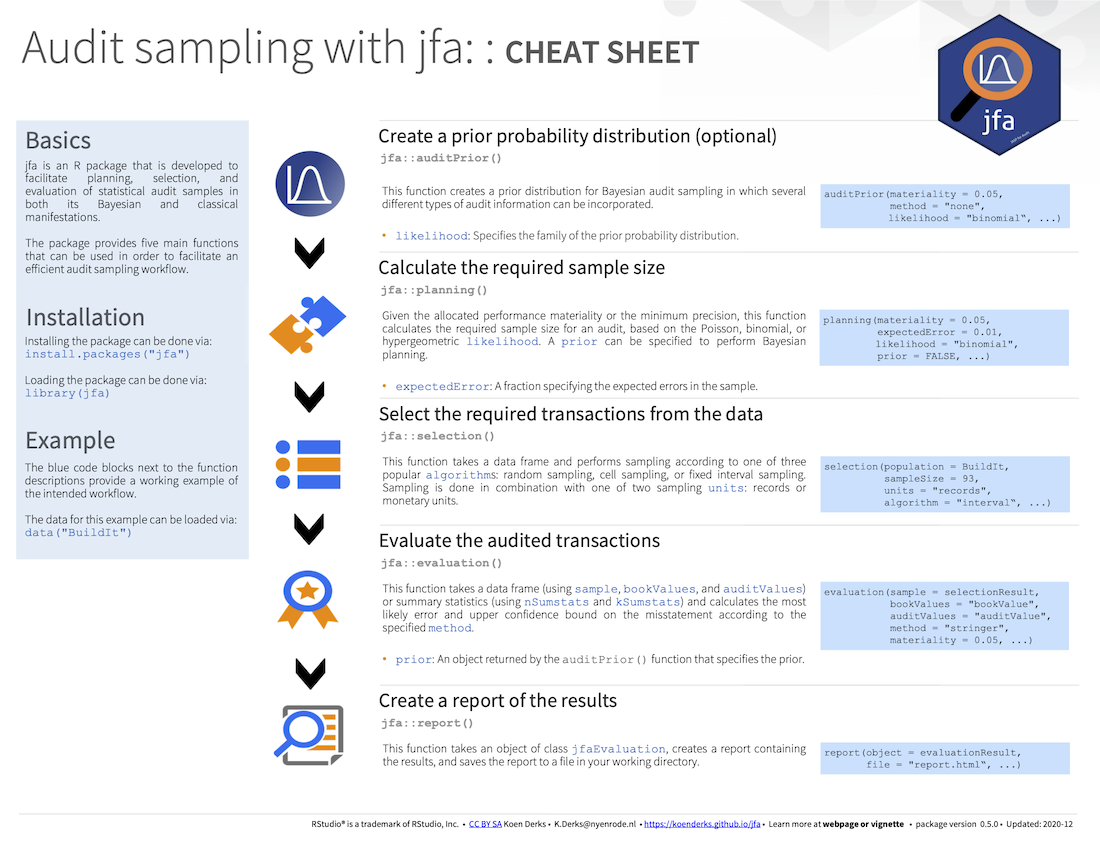 Audit sampling with jfa: : CHEAT SHEET
jfa
Basics
jfa is an R package that is developed to
facilitate planning, selection, and
evaluation of statistical audit samples in
both its Bayesian and classical
manifestations.
The package provides five main functions
that can be used in order to facilitate an
efficient audit sampling workflow.
Installation
Installing the package can be done via:
install.packages("jfa")
Loading the package can be done via:
library(jfa)
Example
The blue code blocks next to the function
descriptions provide a working example of
the intended workflow.
The data for this example can be loaded via:
data("BuildIt")
Create a prior probability distribution (optional)
jfa::auditPrior()
This function creates a prior distribution for Bayesian audit sampling in which several
different types of audit information can be incorporated.
• likelihood: Specifies the family of the prior probability distribution.
auditPrior(materiality = 0.05,
method = "none",
likelihood = "binomial“, ...)
Calculate the required sample size
jfa::planning()
Given the allocated performance materiality or the minimum precision, this function
calculates the required sample size for an audit, based on the Poisson, binomial, or
hypergeometric likelihood. A prior can be specified to perform Bayesian
planning.
• expectedError: A fraction specifying the expected errors in the sample.
planning(materiality = 0.05,
expectedError = 0.01,
likelihood = "binomial",
prior = FALSE, ...)
Select the required transactions from the data
jfa::selection()
This function takes a data frame and performs sampling according to one of three
popular algorithms: random sampling, cell sampling, or fixed interval sampling.
Sampling is done in combination with one of two sampling units: records or
monetary units.
selection(population = BuildIt,
sampleSize = 93,
units = "records",
algorithm = "interval“, ...)
Evaluate the audited transactions
jfa::evaluation()
This function takes a data frame (using sample, bookValues, and auditValues)
or summary statistics (using nSumstats and kSumstats) and calculates the most
likely error and upper confidence bound on the misstatement according to the
specified method.
• prior: An object returned by the auditPrior() function that specifies the prior.
evaluation(sample = selectionResult,
bookValues = "bookValue",
auditValues = "auditValue",
method = "stringer",
materiality = 0.05, ...)
Create a report of the results
jfa::report()
This function takes an object of class jfaEvaluation, creates a report containing
the results, and saves the report to a file in your working directory.
report(object = evaluationResult,
file = "report.html“, ...)
RStudio® is a trademark of RStudio, Inc. • CC BY SA Koen Derks • K.Derks@nyenrode.nl • https://koenderks.github.io/jfa • Learn more at webpage or vignette • package version 0.5.0 • Updated: 2020-12